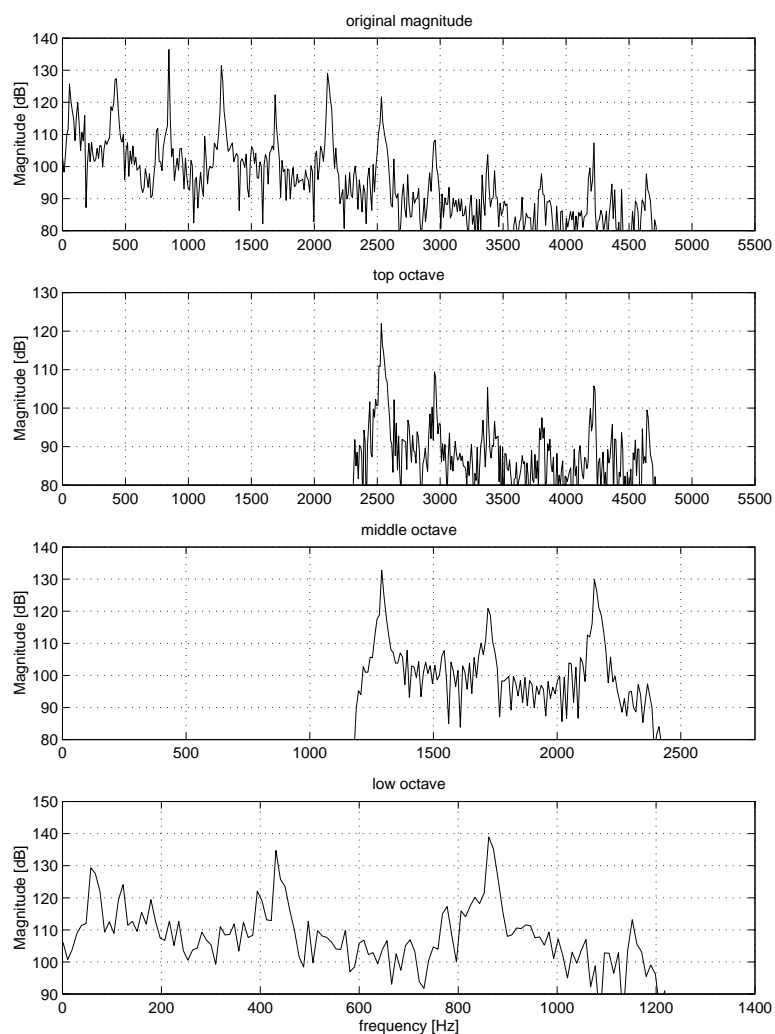 original magnitude
140
130
120
110
100
90
80
Magnitude [dB]
0 500 1000 1500 2000 2500 3000 3500 4000 4500 5000 5500
top octave
130
120
110
100
90
80
Magnitude [dB]
0 500 1000 1500 2000 2500 3000 3500 4000 4500 5000 5500
middle octave
140
130
120
110
100
90
80
Magnitude [dB]
0 500 1000 1500 2000 2500
low octave
150
140
130
120
110
100
90
Magnitude [dB]
0 200 400 600 800 1000 1200 1400
frequency [Hz]